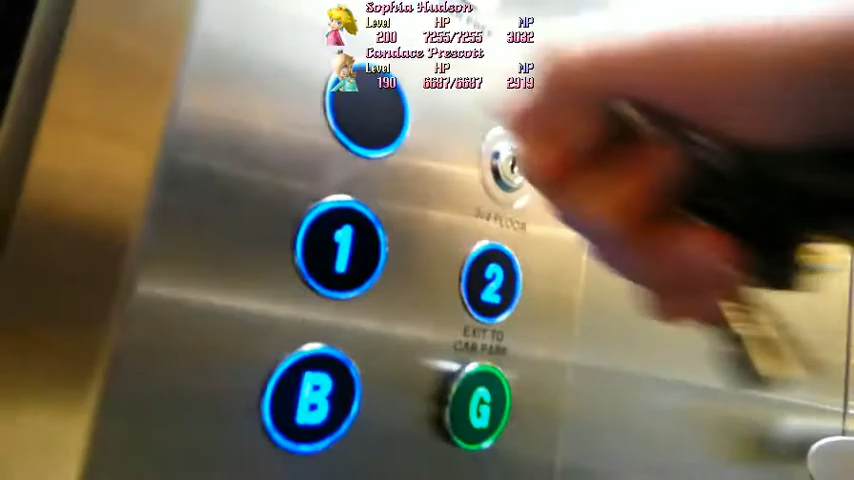 Sophia Hudson
Level HP MP
200 7255/7255 3032
Candace Prescott
Level HP MP
190 6687/6687 2919
FLOOR
1
2
EXIT TO
CAR PARK
B
G